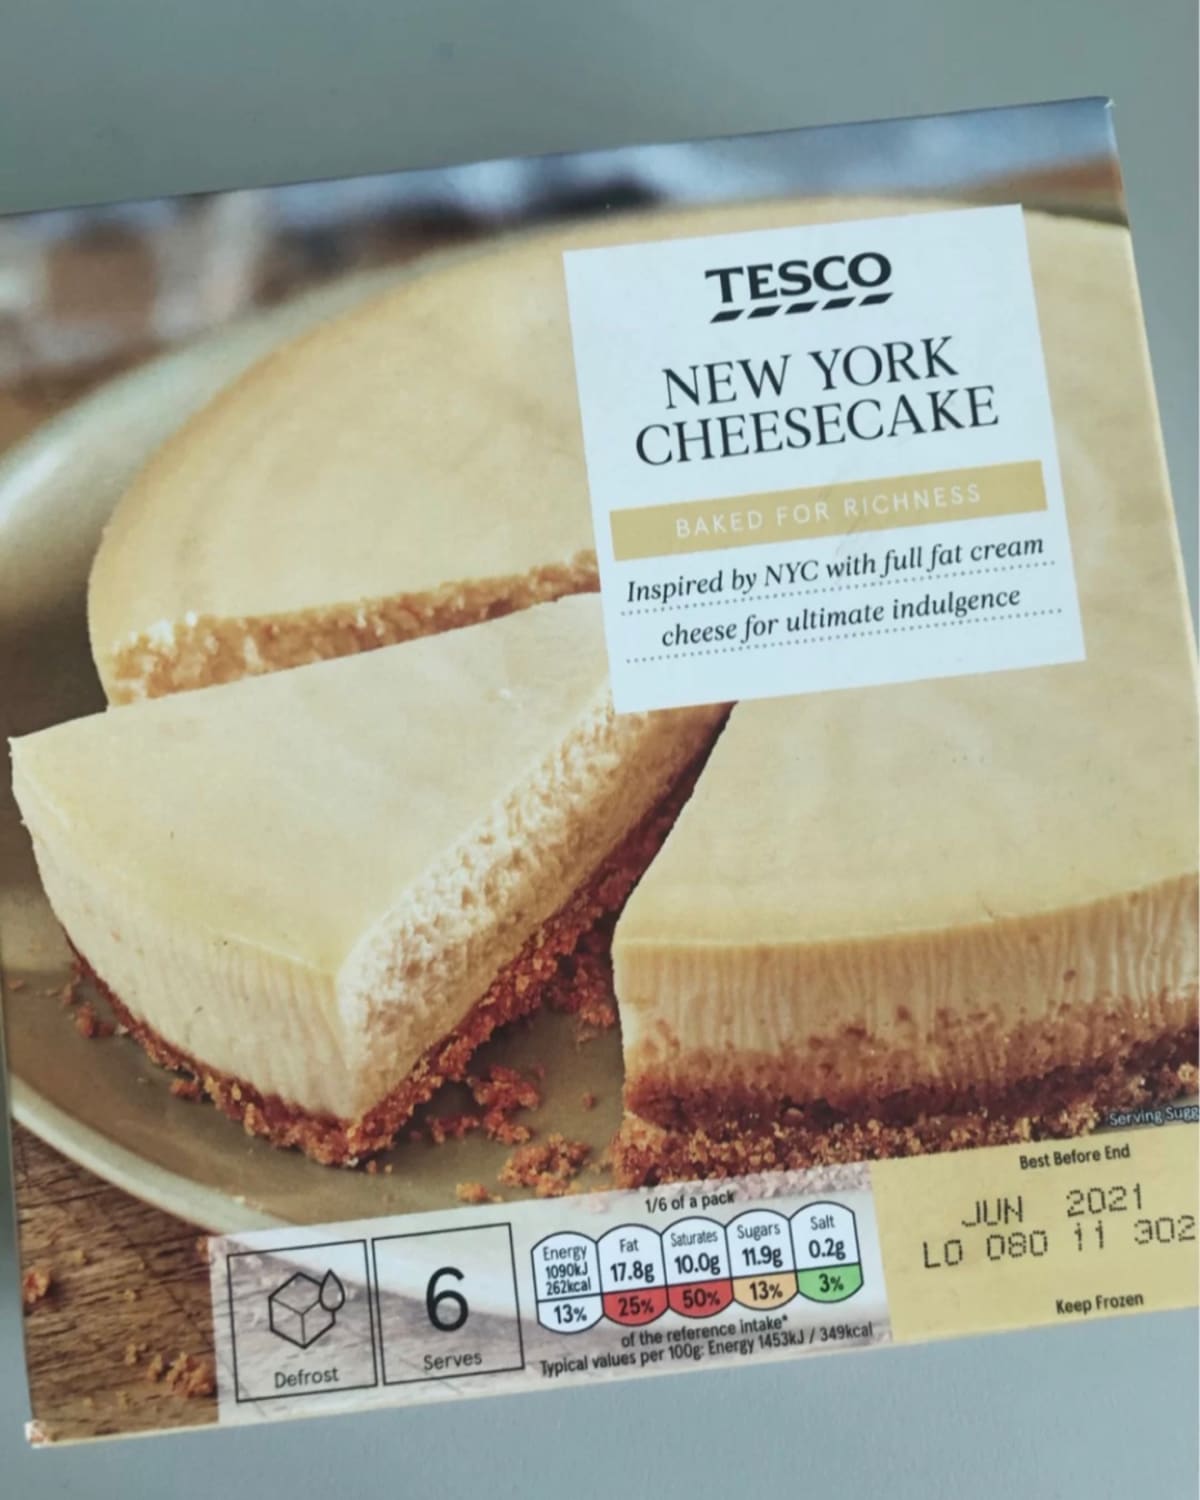 TESCO
NEW YORK
CHEESECAKE
BAKED FOR RICHNESS
Inspired by NYC with full fat cream
cheese for ultimate indulgence
Serving Sugg
Best Before End
JUN 2021
LO 080 11 302
Keep Frozen
Defrost
6
Serves
1/6 of a pack
Energy
1090kJ
262kcal
13%
Fat
17.8g
25%
Saturates
10.0g
50%
Sugars
11.9g
13%
Salt
0.2g
3%
of the reference intake*
Typical values per 100g: Energy 1453kJ / 349kcal